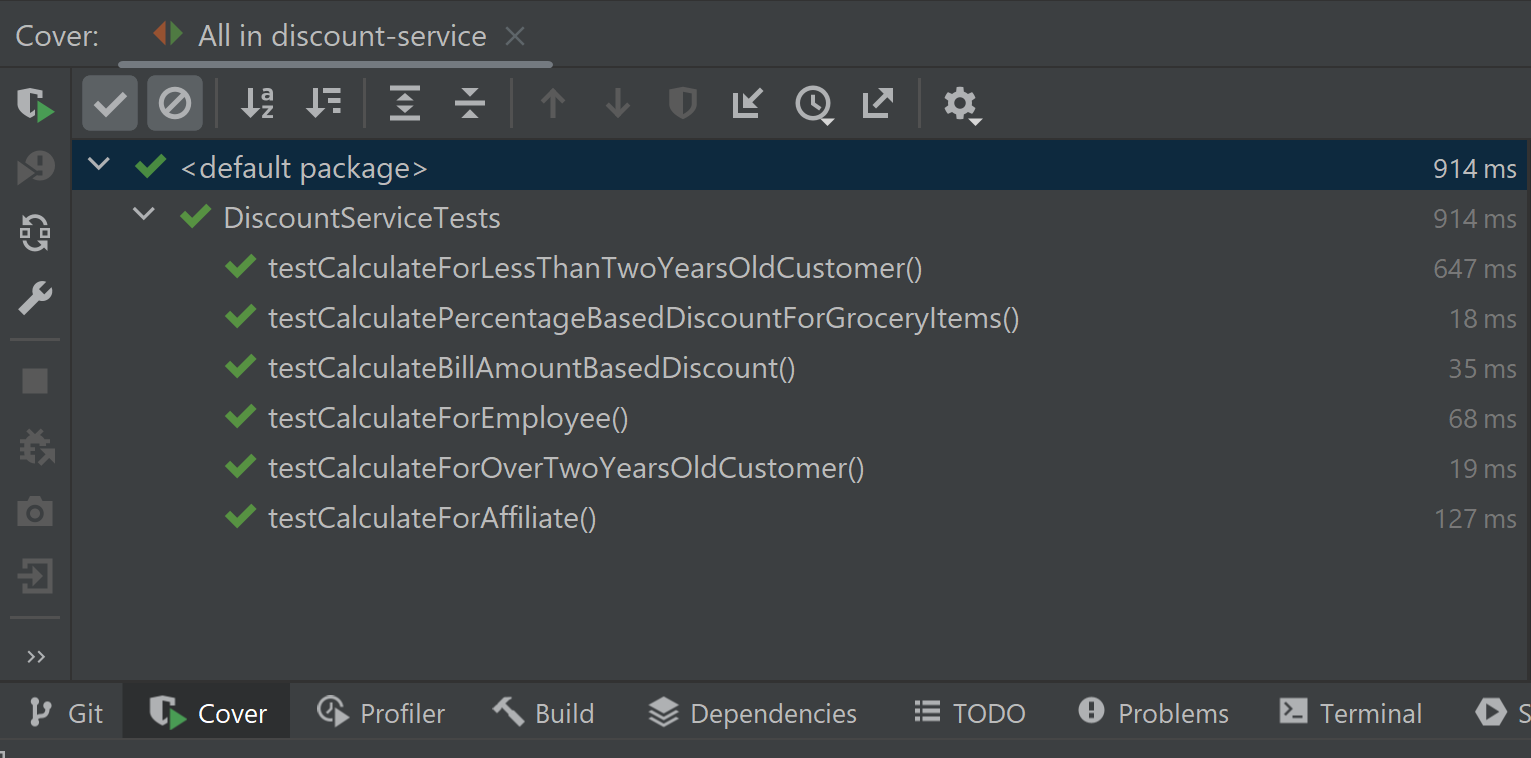 Cover: All in discount-service
<default package> 914 ms
DiscountServiceTests 914 ms
testCalculateForLessThanTwoYearsOldCustomer() 647 ms
testCalculatePercentageBasedDiscountForGroceryItems() 18 ms
testCalculateBillAmountBasedDiscount() 35 ms
testCalculateForEmployee() 68 ms
testCalculateForOverTwoYearsOldCustomer() 19 ms
testCalculateForAffiliate() 127 ms
Git Cover Profiler Build Dependencies TODO Problems Terminal